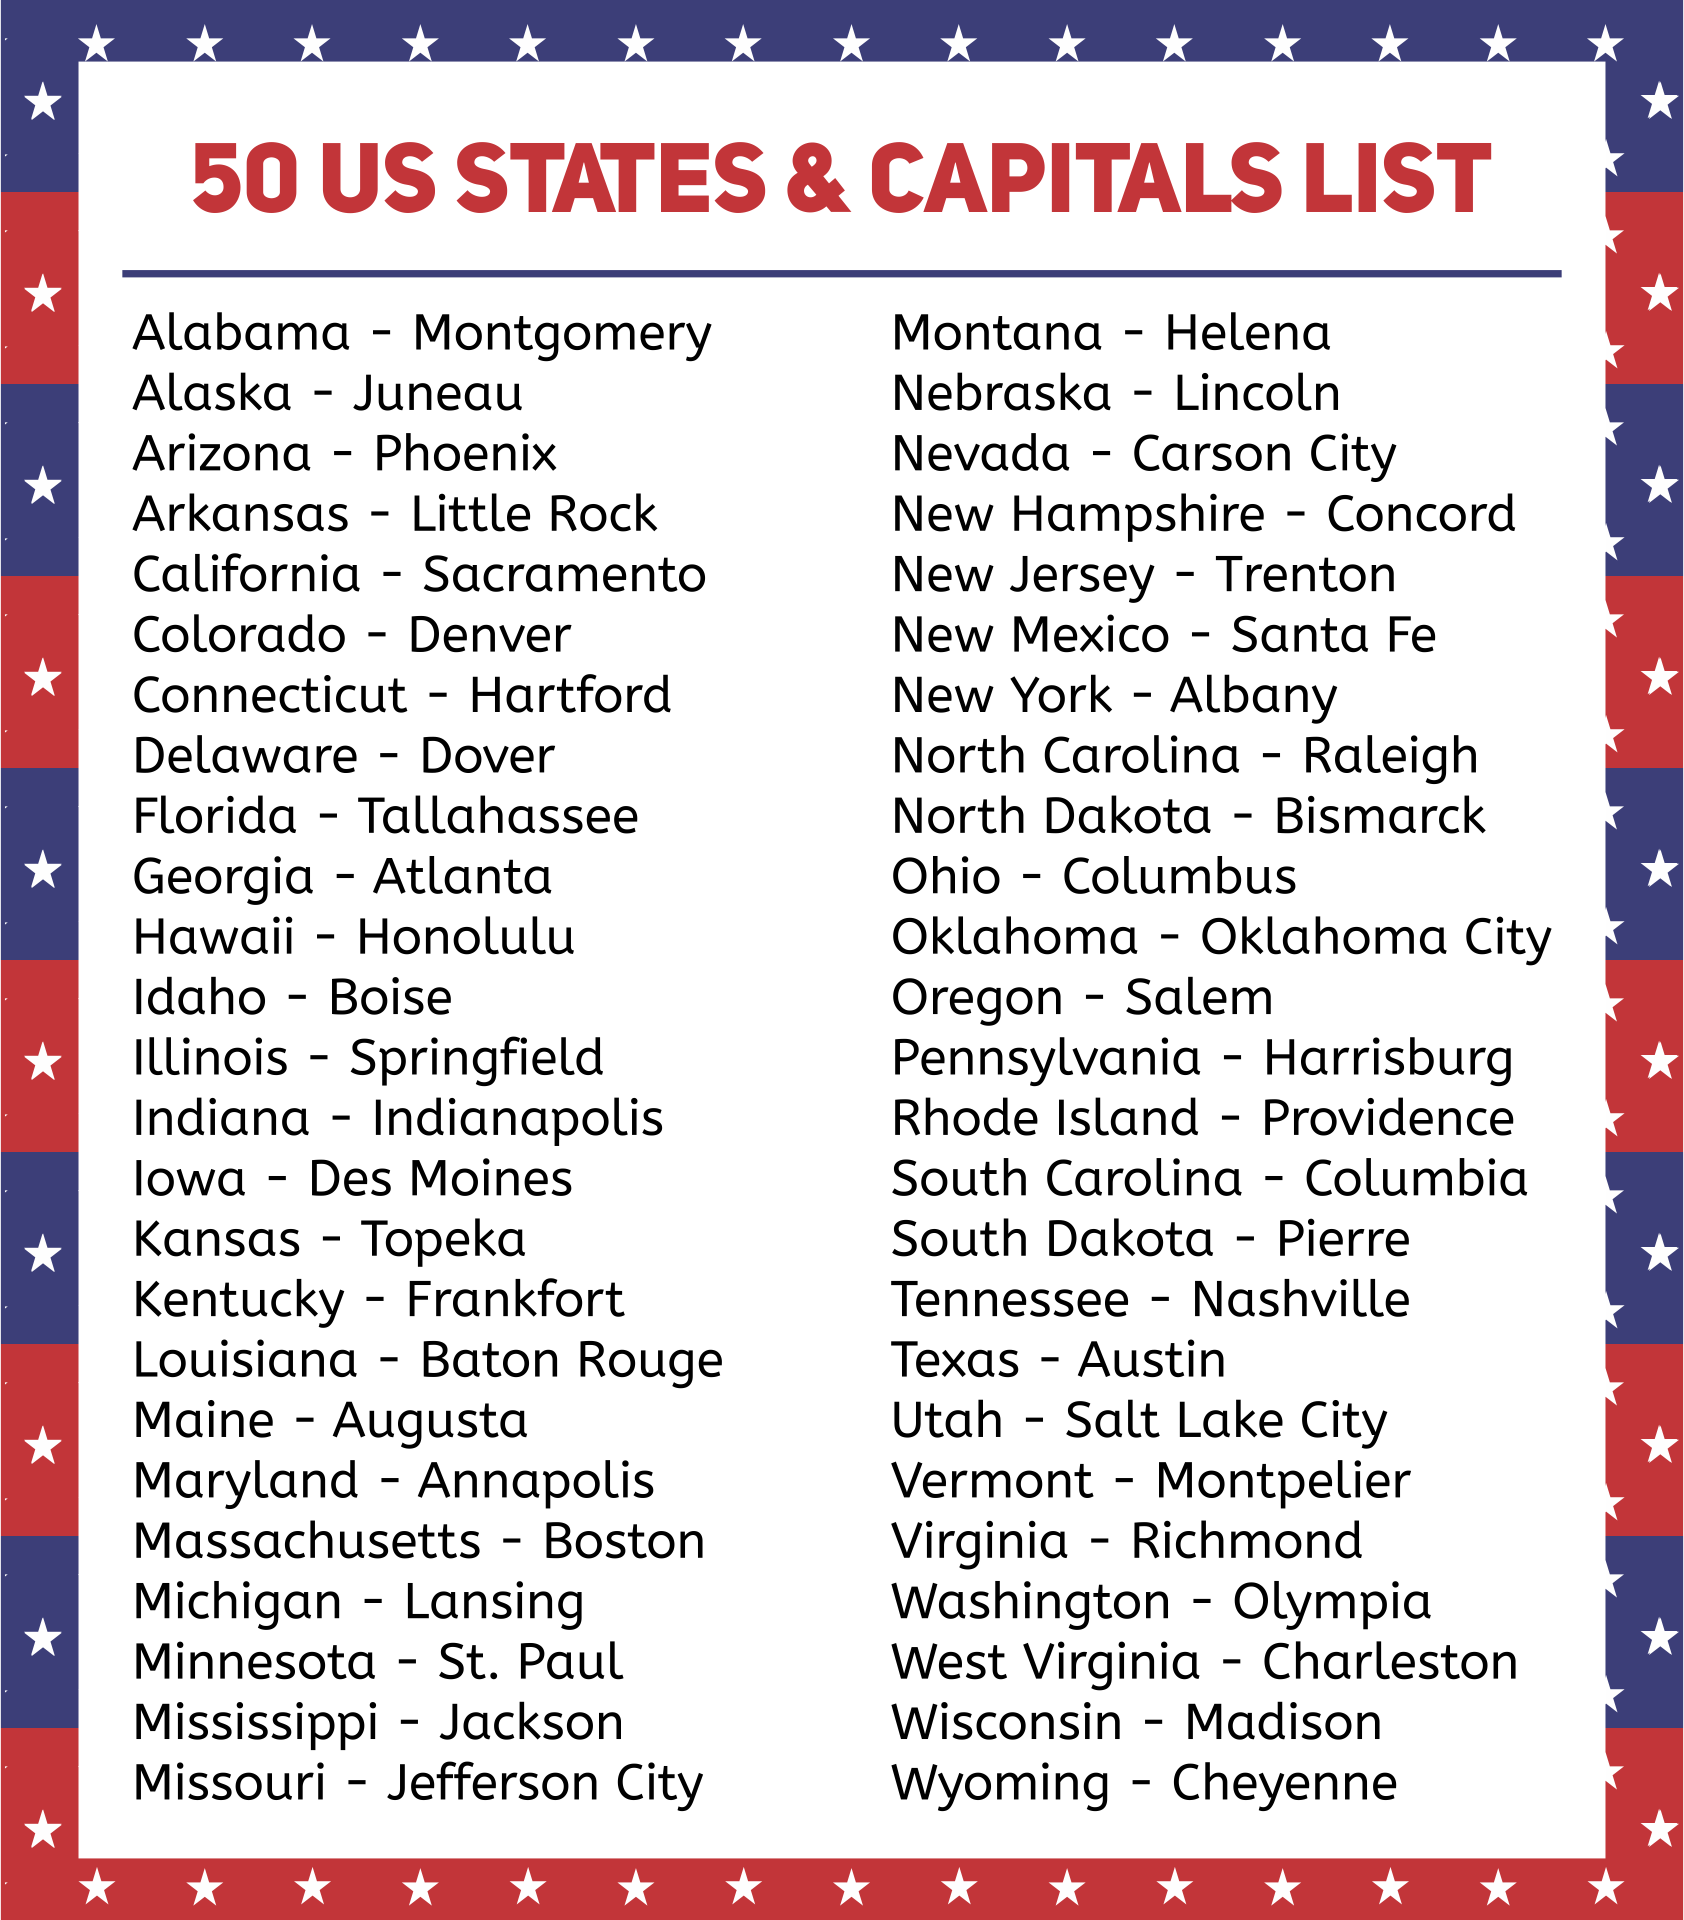 50 US STATES & CAPITALS LIST
Alabama - Montgomery
Alaska - Juneau
Arizona - Phoenix
Arkansas - Little Rock
California - Sacramento
Colorado - Denver
Connecticut - Hartford
Delaware - Dover
Florida - Tallahassee
Georgia - Atlanta
Hawaii - Honolulu
Idaho - Boise
Illinois - Springfield
Indiana - Indianapolis
Iowa - Des Moines
Kansas - Topeka
Kentucky - Frankfort
Louisiana - Baton Rouge
Maine - Augusta
Maryland - Annapolis
Massachusetts - Boston
Michigan - Lansing
Minnesota - St. Paul
Mississippi - Jackson
Missouri - Jefferson City
Montana - Helena
Nebraska - Lincoln
Nevada - Carson City
New Hampshire - Concord
New Jersey - Trenton
New Mexico - Santa Fe
New York - Albany
North Carolina - Raleigh
North Dakota - Bismarck
Ohio - Columbus
Oklahoma - Oklahoma City
Oregon - Salem
Pennsylvania - Harrisburg
Rhode Island - Providence
South Carolina - Columbia
South Dakota - Pierre
Tennessee - Nashville
Texas - Austin
Utah - Salt Lake City
Vermont - Montpelier
Virginia - Richmond
Washington - Olympia
West Virginia - Charleston
Wisconsin - Madison
Wyoming - Cheyenne